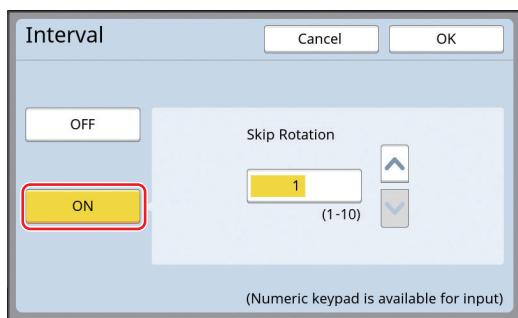 Interval
Cancel
OK
OFF
Skip Rotation
1
ON
(1-10)
(Numeric keypad is available for input)